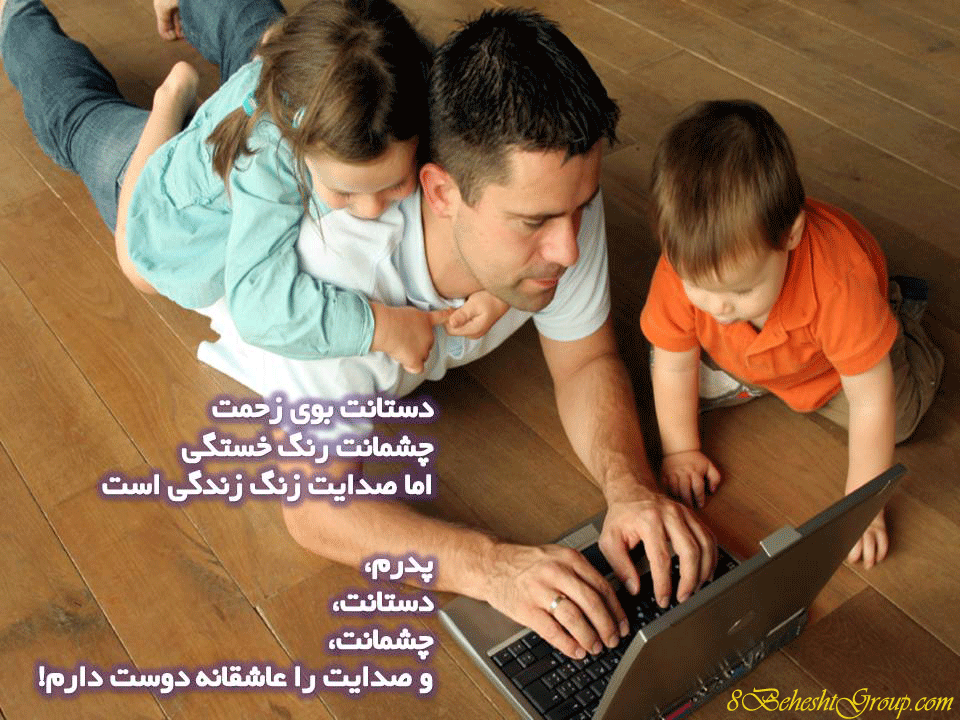 دستانت بوی زحمت
چشمانت رنگ خستگی
اما صدایت زنگ زندگی است
پدرم،
دستانت،
چشمانت،
و صدایت را عاشقانه دوست دارم!
8BeheshtGroup.com